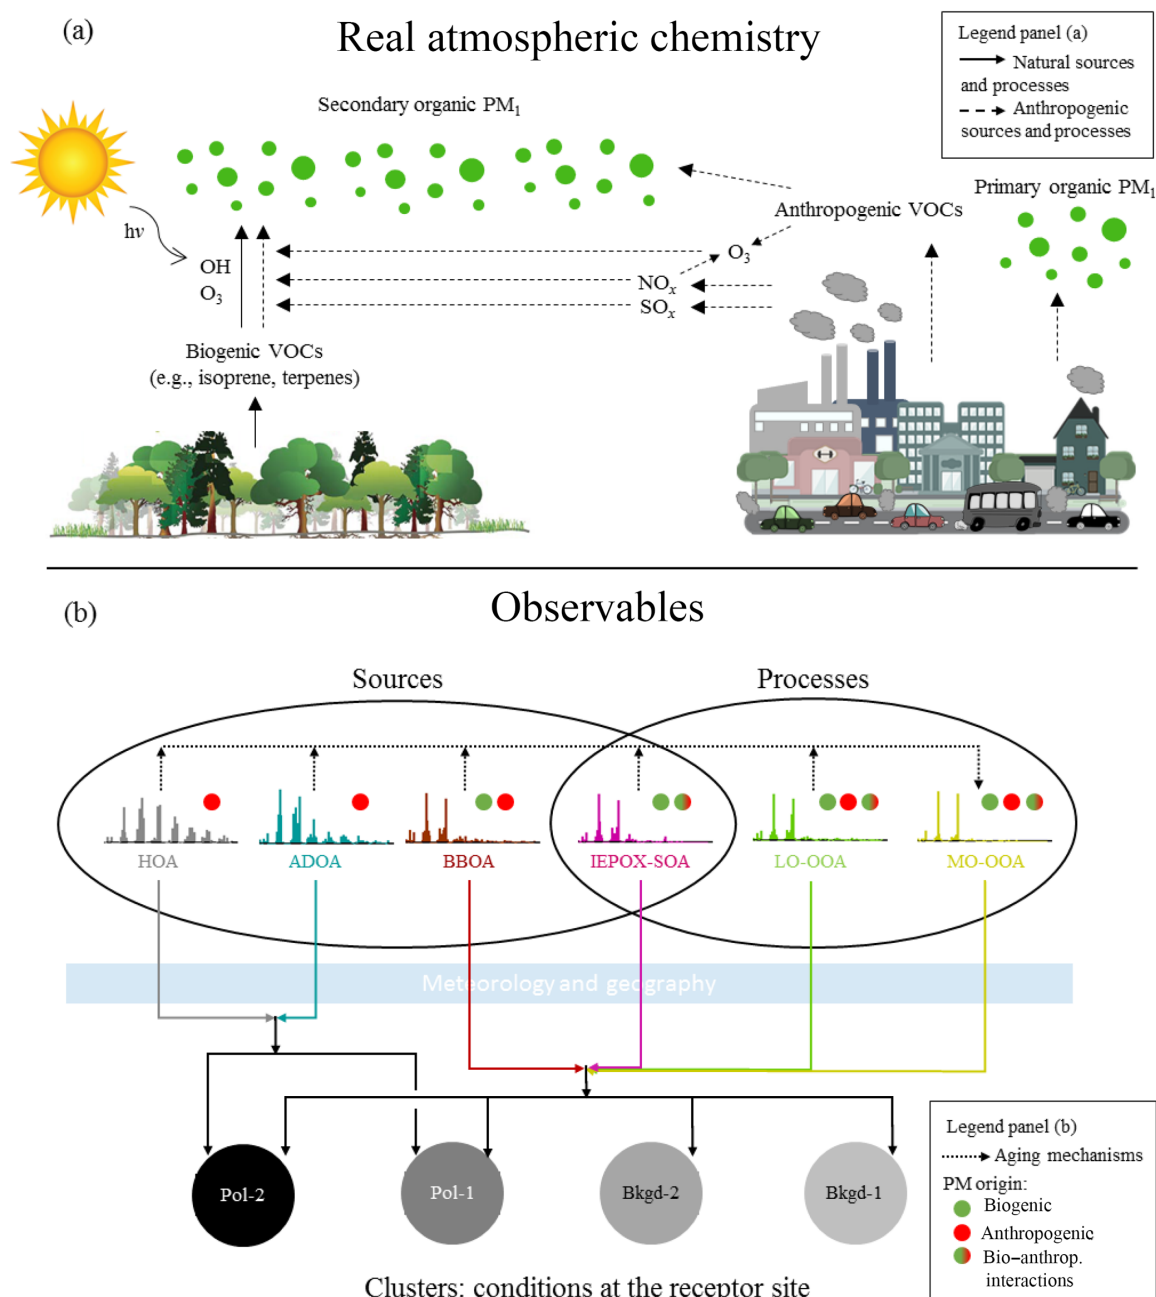 (a)
Real atmospheric chemistry
Legend panel (a)
Natural sources
and processes
Anthropogenic
sources and processes
Secondary organic PM1
Primary organic PM1
Anthropogenic VOCs
hν
OH
O3
O3
NOx
SOx
Biogenic VOCs
(e.g., isoprene, terpenes)
(b)
Observables
Sources
Processes
HOA
ADOA
BBOA
IEPOX-SOA
LO-OOA
MO-OOA
Meteorology and geography
Pol-2
Pol-1
Bkgd-2
Bkgd-1
Legend panel (b)
Aging mechanisms
PM origin:
Biogenic
Anthropogenic
Bio–anthrop.
interactions
Clusters: conditions at the receptor site